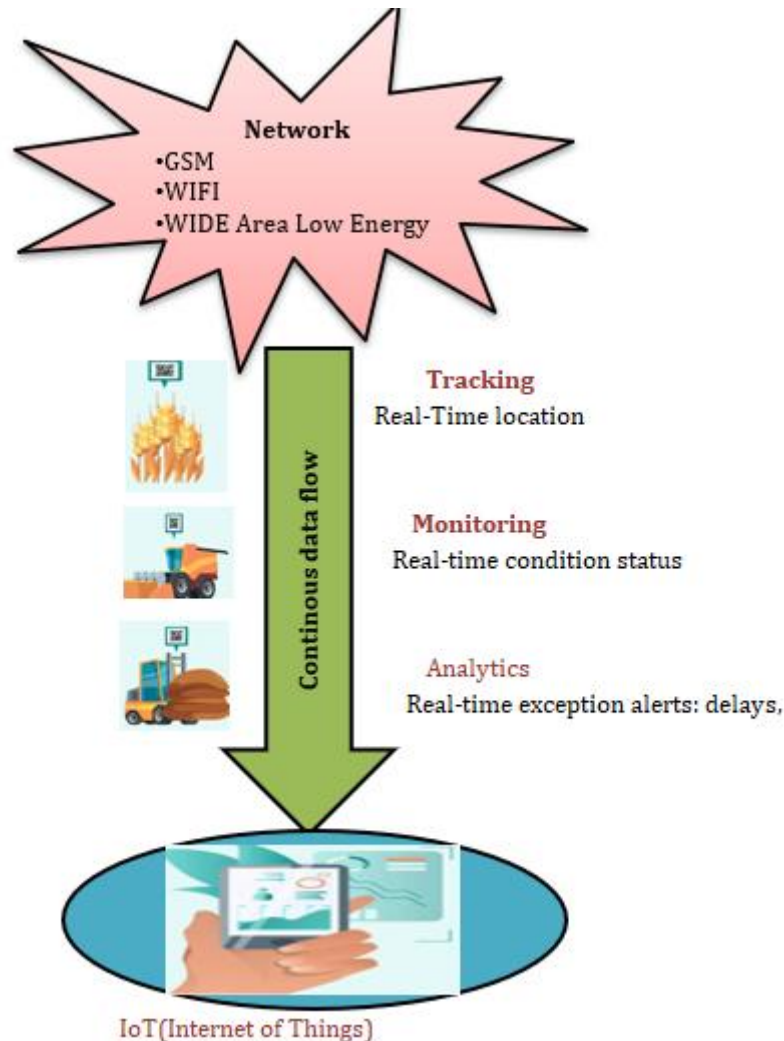 Network
•GSM
•WIFI
•WIDE Area Low Energy
Tracking
Real-Time location
Continous data flow
Monitoring
Real-time condition status
Analytics
Real-time exception alerts: delays,
IoT(Internet of Things)